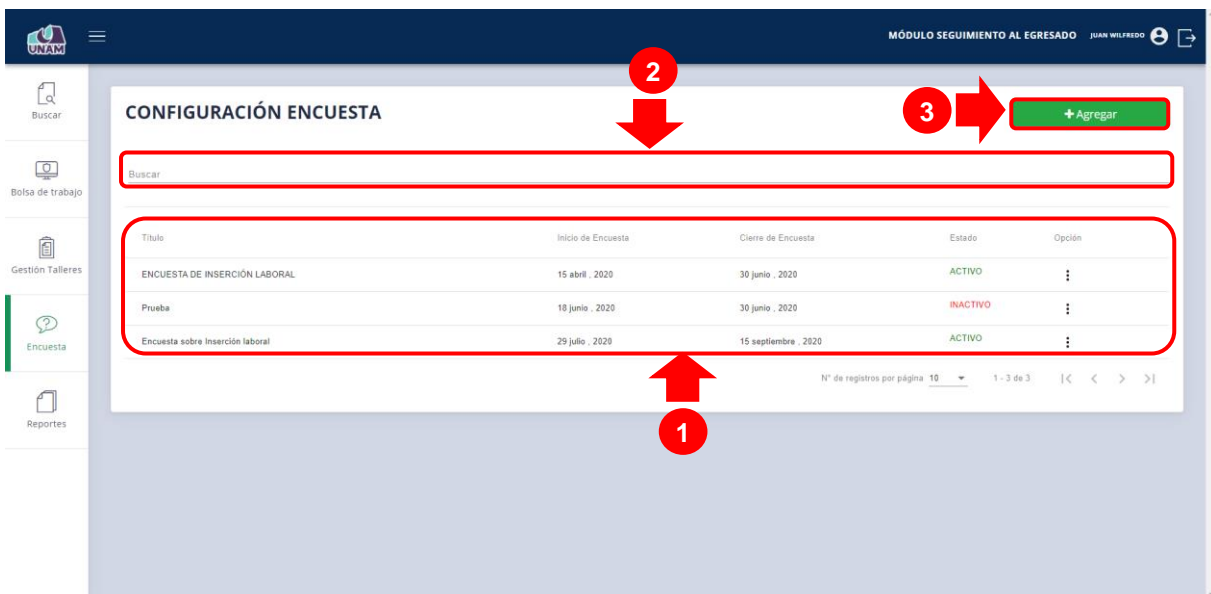 UNAM
MÓDULO SEGUIMIENTO AL EGRESADO JUAN WILFREDO
Buscar
Bolsa de trabajo
Gestión Talleres
Encuesta
Reportes
2
CONFIGURACIÓN ENCUESTA
3
+ Agregar
Buscar
Título Inicio de Encuesta Cierre de Encuesta Estado Opción
ENCUESTA DE INSERCIÓN LABORAL 15 abril , 2020 30 junio , 2020 ACTIVO
Prueba 18 junio , 2020 30 junio , 2020 INACTIVO
Encuesta sobre Inserción laboral 29 julio , 2020 15 septiembre , 2020 ACTIVO
N° de registros por página 10 1 - 3 de 3
1